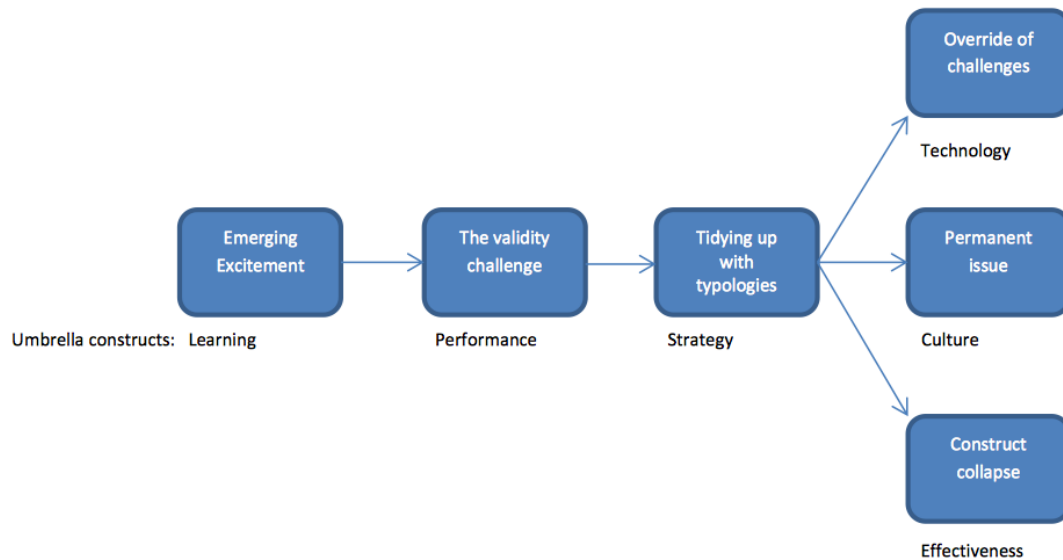 Override of
challenges
Technology
Emerging
Excitement
The validity
challenge
Tidying up
with
typologies
Permanent
issue
Umbrella constructs: Learning
Performance
Strategy
Culture
Construct
collapse
Effectiveness